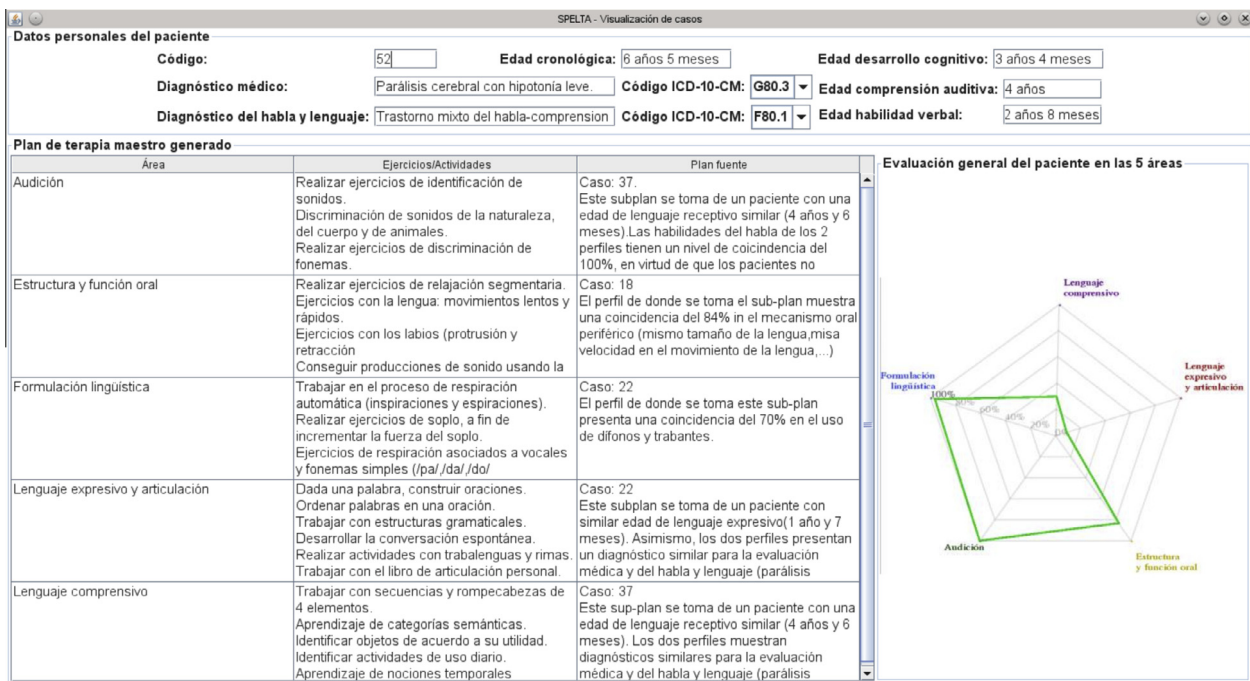 SPELTA - Visualización de casos
Datos personales del paciente
Código: 52 Edad cronológica: 6 años 5 meses Edad desarrollo cognitivo: 3 años 4 meses
Diagnóstico médico: Parálisis cerebral con hipotonía leve. Código ICD-10-CM: G80.3 Edad comprensión auditiva: 4 años
Diagnóstico del habla y lenguaje: Trastorno mixto del habla-comprension Código ICD-10-CM: F80.1 Edad habilidad verbal: 2 años 8 meses
Plan de terapia maestro generado
Área Ejercicios/Actividades Plan fuente
Audición
Realizar ejercicios de identificación de
sonidos.
Discriminación de sonidos de la naturaleza,
del cuerpo y de animales.
Realizar ejercicios de discriminación de
fonemas.
Caso: 37.
Este subplan se toma de un paciente con una
edad de lenguaje receptivo similar (4 años y 6
meses).Las habilidades del habla de los 2
perfiles tienen un nivel de coicindencia del
100%, en virtud de que los pacientes no
Estructura y función oral
Realizar ejercicios de relajación segmentaria.
Ejercicios con la lengua: movimientos lentos y
rápidos.
Ejercicios con los labios (protrusión y
retracción
Conseguir producciones de sonido usando la
Caso: 18
El perfil de donde se toma el sub-plan muestra
una coincidencia del 84% in el mecanismo oral
periférico (mismo tamaño de la lengua,misa
velocidad en el movimiento de la lengua,...)
Formulación lingüística
Trabajar en el proceso de respiración
automática (inspiraciones y espiraciones).
Realizar ejercicios de soplo, a fin de
incrementar la fuerza del soplo.
Ejercicios de respiración asociados a vocales
y fonemas simples (/pa/,/da/,/do/
Caso: 22
El perfil de donde se toma este sub-plan
presenta una coincidencia del 70% en el uso
de dífonos y trabantes.
Lenguaje expresivo y articulación
Dada una palabra, construir oraciones.
Ordenar palabras en una oración.
Trabajar con estructuras gramaticales.
Desarrollar la conversación espontánea.
Realizar actividades con trabalenguas y rimas.
Trabajar con el libro de articulación personal.
Caso: 22
Este subplan se toma de un paciente con
similar edad de lenguaje expresivo(1 año y 7
meses). Asimismo, los dos perfiles presentan
un diagnóstico similar para la evaluación
médica y del habla y lenguaje (parálisis
Lenguaje comprensivo
Trabajar con secuencias y rompecabezas de
4 elementos.
Aprendizaje de categorías semánticas.
Identificar objetos de acuerdo a su utilidad.
Identificar actividades de uso diario.
Aprendizaje de nociones temporales
Caso: 37
Este sup-plan se toma de un paciente con una
edad de lenguaje receptivo similar (4 años y 6
meses). Los dos perfiles muestran
diagnósticos similares para la evaluación
médica y del habla y lenguaje (parálisis
Evaluación general del paciente en las 5 áreas
Lenguaje
comprensivo
Lenguaje
expresivo
y articulación
Formulación
lingüística
100%
80%
60%
40%
20%
0%
Audición
Estructura
y función oral